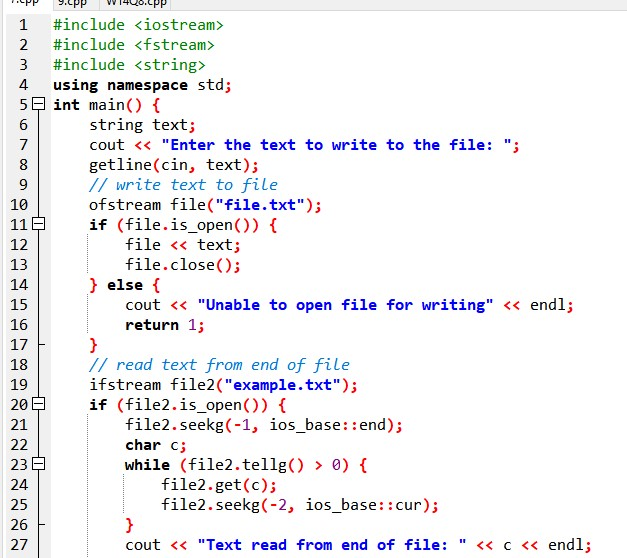 7.cpp 9.cpp W14Q8.cpp
1 #include <iostream>
2 #include <fstream>
3 #include <string>
4 using namespace std;
5 int main() {
6 string text;
7 cout << "Enter the text to write to the file: ";
8 getline(cin, text);
9 // write text to file
10 ofstream file("file.txt");
11 if (file.is_open()) {
12 file << text;
13 file.close();
14 } else {
15 cout << "Unable to open file for writing" << endl;
16 return 1;
17 }
18 // read text from end of file
19 ifstream file2("example.txt");
20 if (file2.is_open()) {
21 file2.seekg(-1, ios_base::end);
22 char c;
23 while (file2.tellg() > 0) {
24 file2.get(c);
25 file2.seekg(-2, ios_base::cur);
26 }
27 cout << "Text read from end of file: " << c << endl;